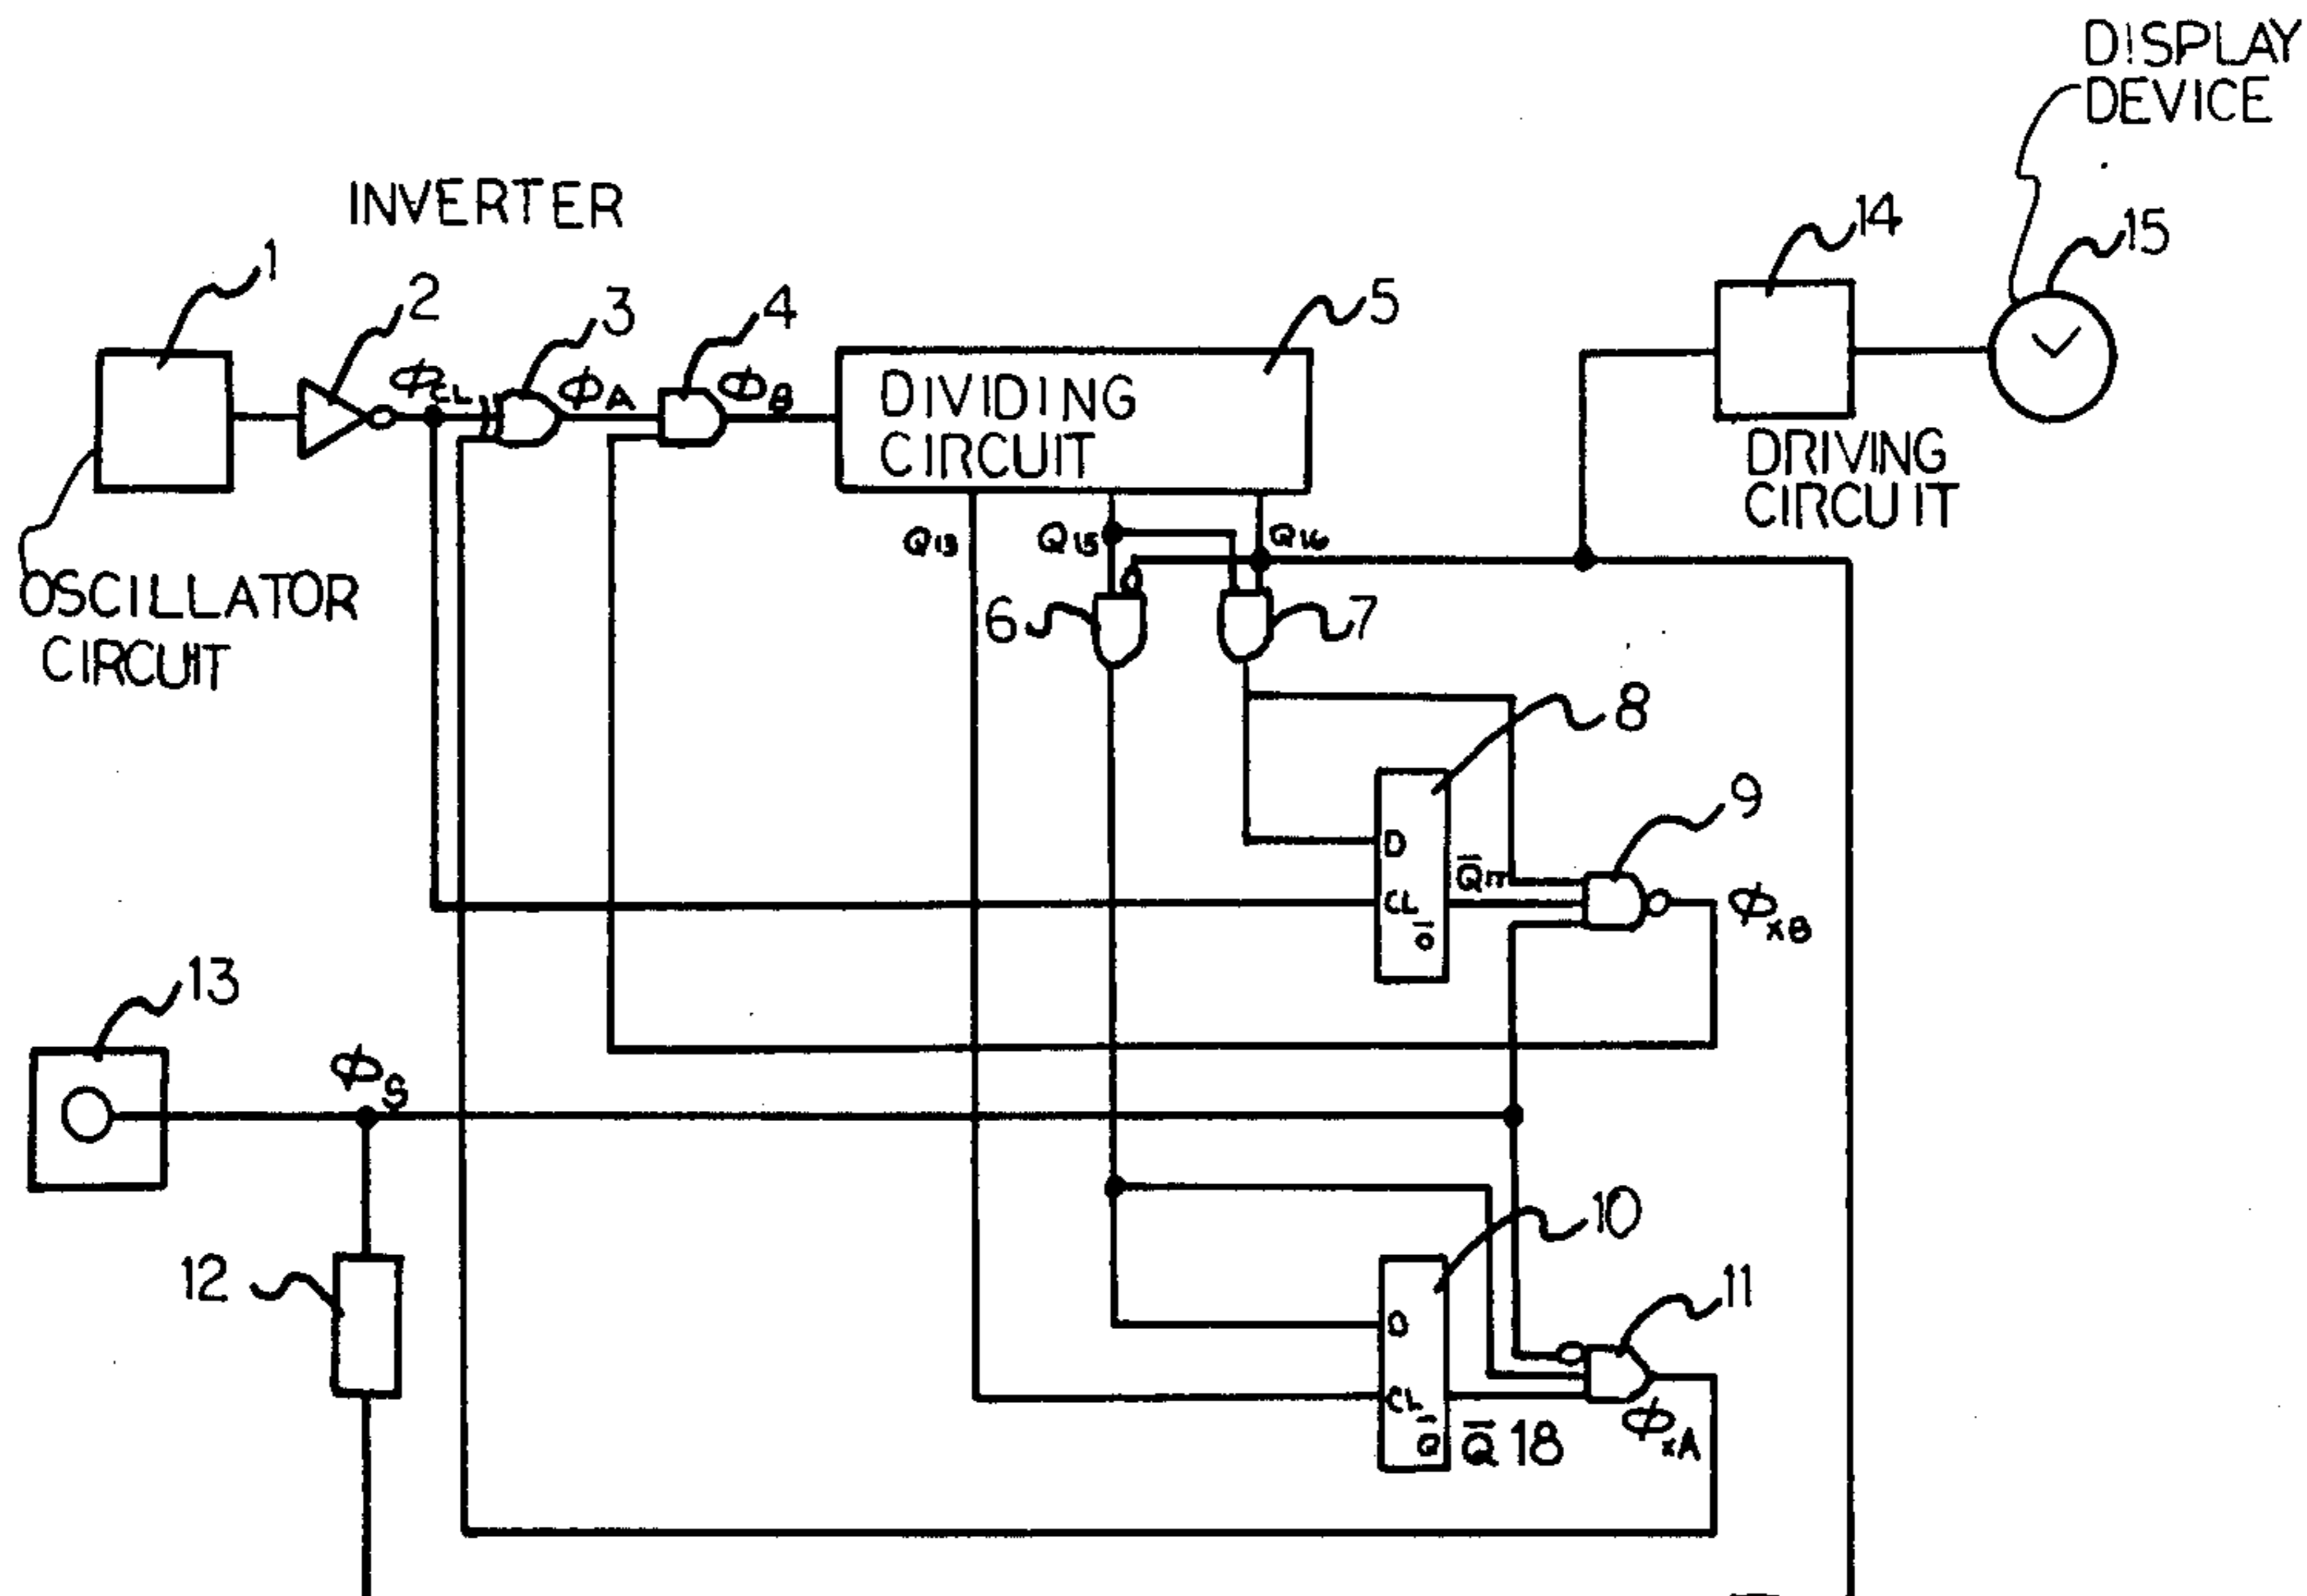 DISPLAY
DEVICE
INVERTER
1
2
3
4
5
14
15
ϕCL
ϕA
ϕB
DIVIDING
CIRCUIT
DRIVING
CIRCUIT
OSCILLATOR
CIRCUIT
Q13
Q15
Q16
6
7
8
9
D
CL
Q̅
Q̅17
ϕxB
13
ϕS
10
12
11
D
CL
Q̅
Q̅ 18
ϕxA